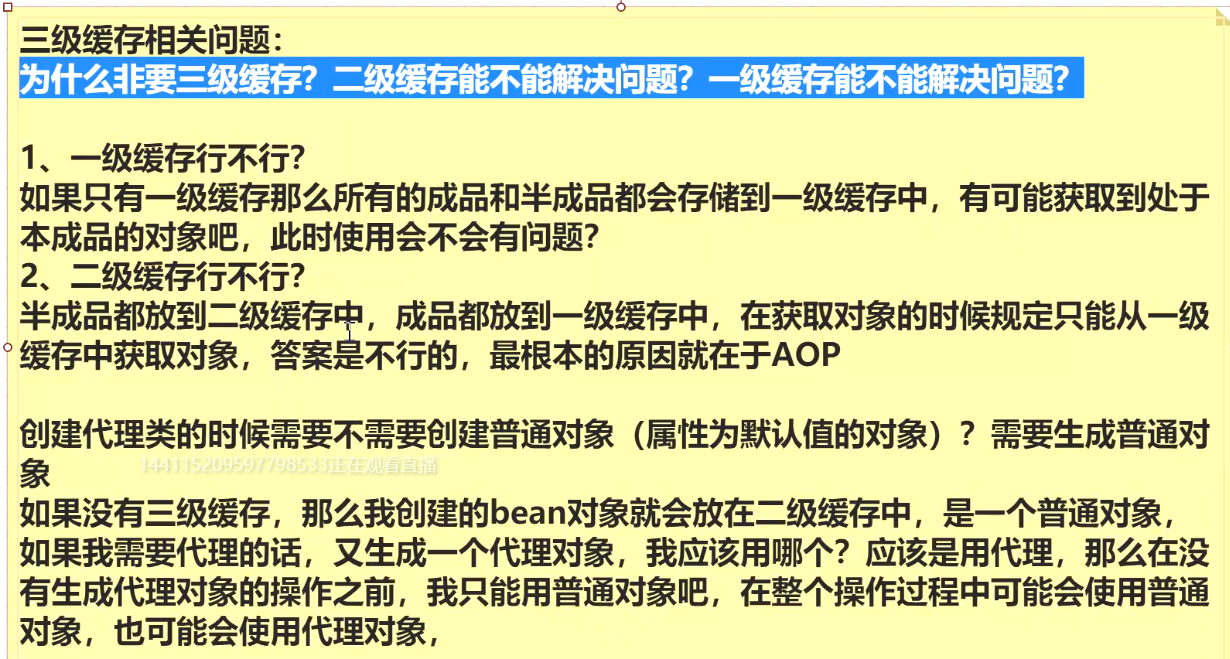 三级缓存相关问题：
为什么非要三级缓存？二级缓存能不能解决问题？一级缓存能不能解决问题？
1、一级缓存行不行？
如果只有一级缓存那么所有的成品和半成品都会存储到一级缓存中，有可能获取到处于
本成品的对象吧，此时使用会不会有问题？
2、二级缓存行不行？
半成品都放到二级缓存中，成品都放到一级缓存中，在获取对象的时候规定只能从一级
缓存中获取对象，答案是不行的，最根本的原因就在于AOP
创建代理类的时候需要不需要创建普通对象（属性为默认值的对象）？需要生成普通对
象
144115209597798533正在观看直播
如果没有三级缓存，那么我创建的bean对象就会放在二级缓存中，是一个普通对象，
如果我需要代理的话，又生成一个代理对象，我应该用哪个？应该是用代理，那么在没
有生成代理对象的操作之前，我只能用普通对象吧，在整个操作过程中可能会使用普通
对象，也可能会使用代理对象，